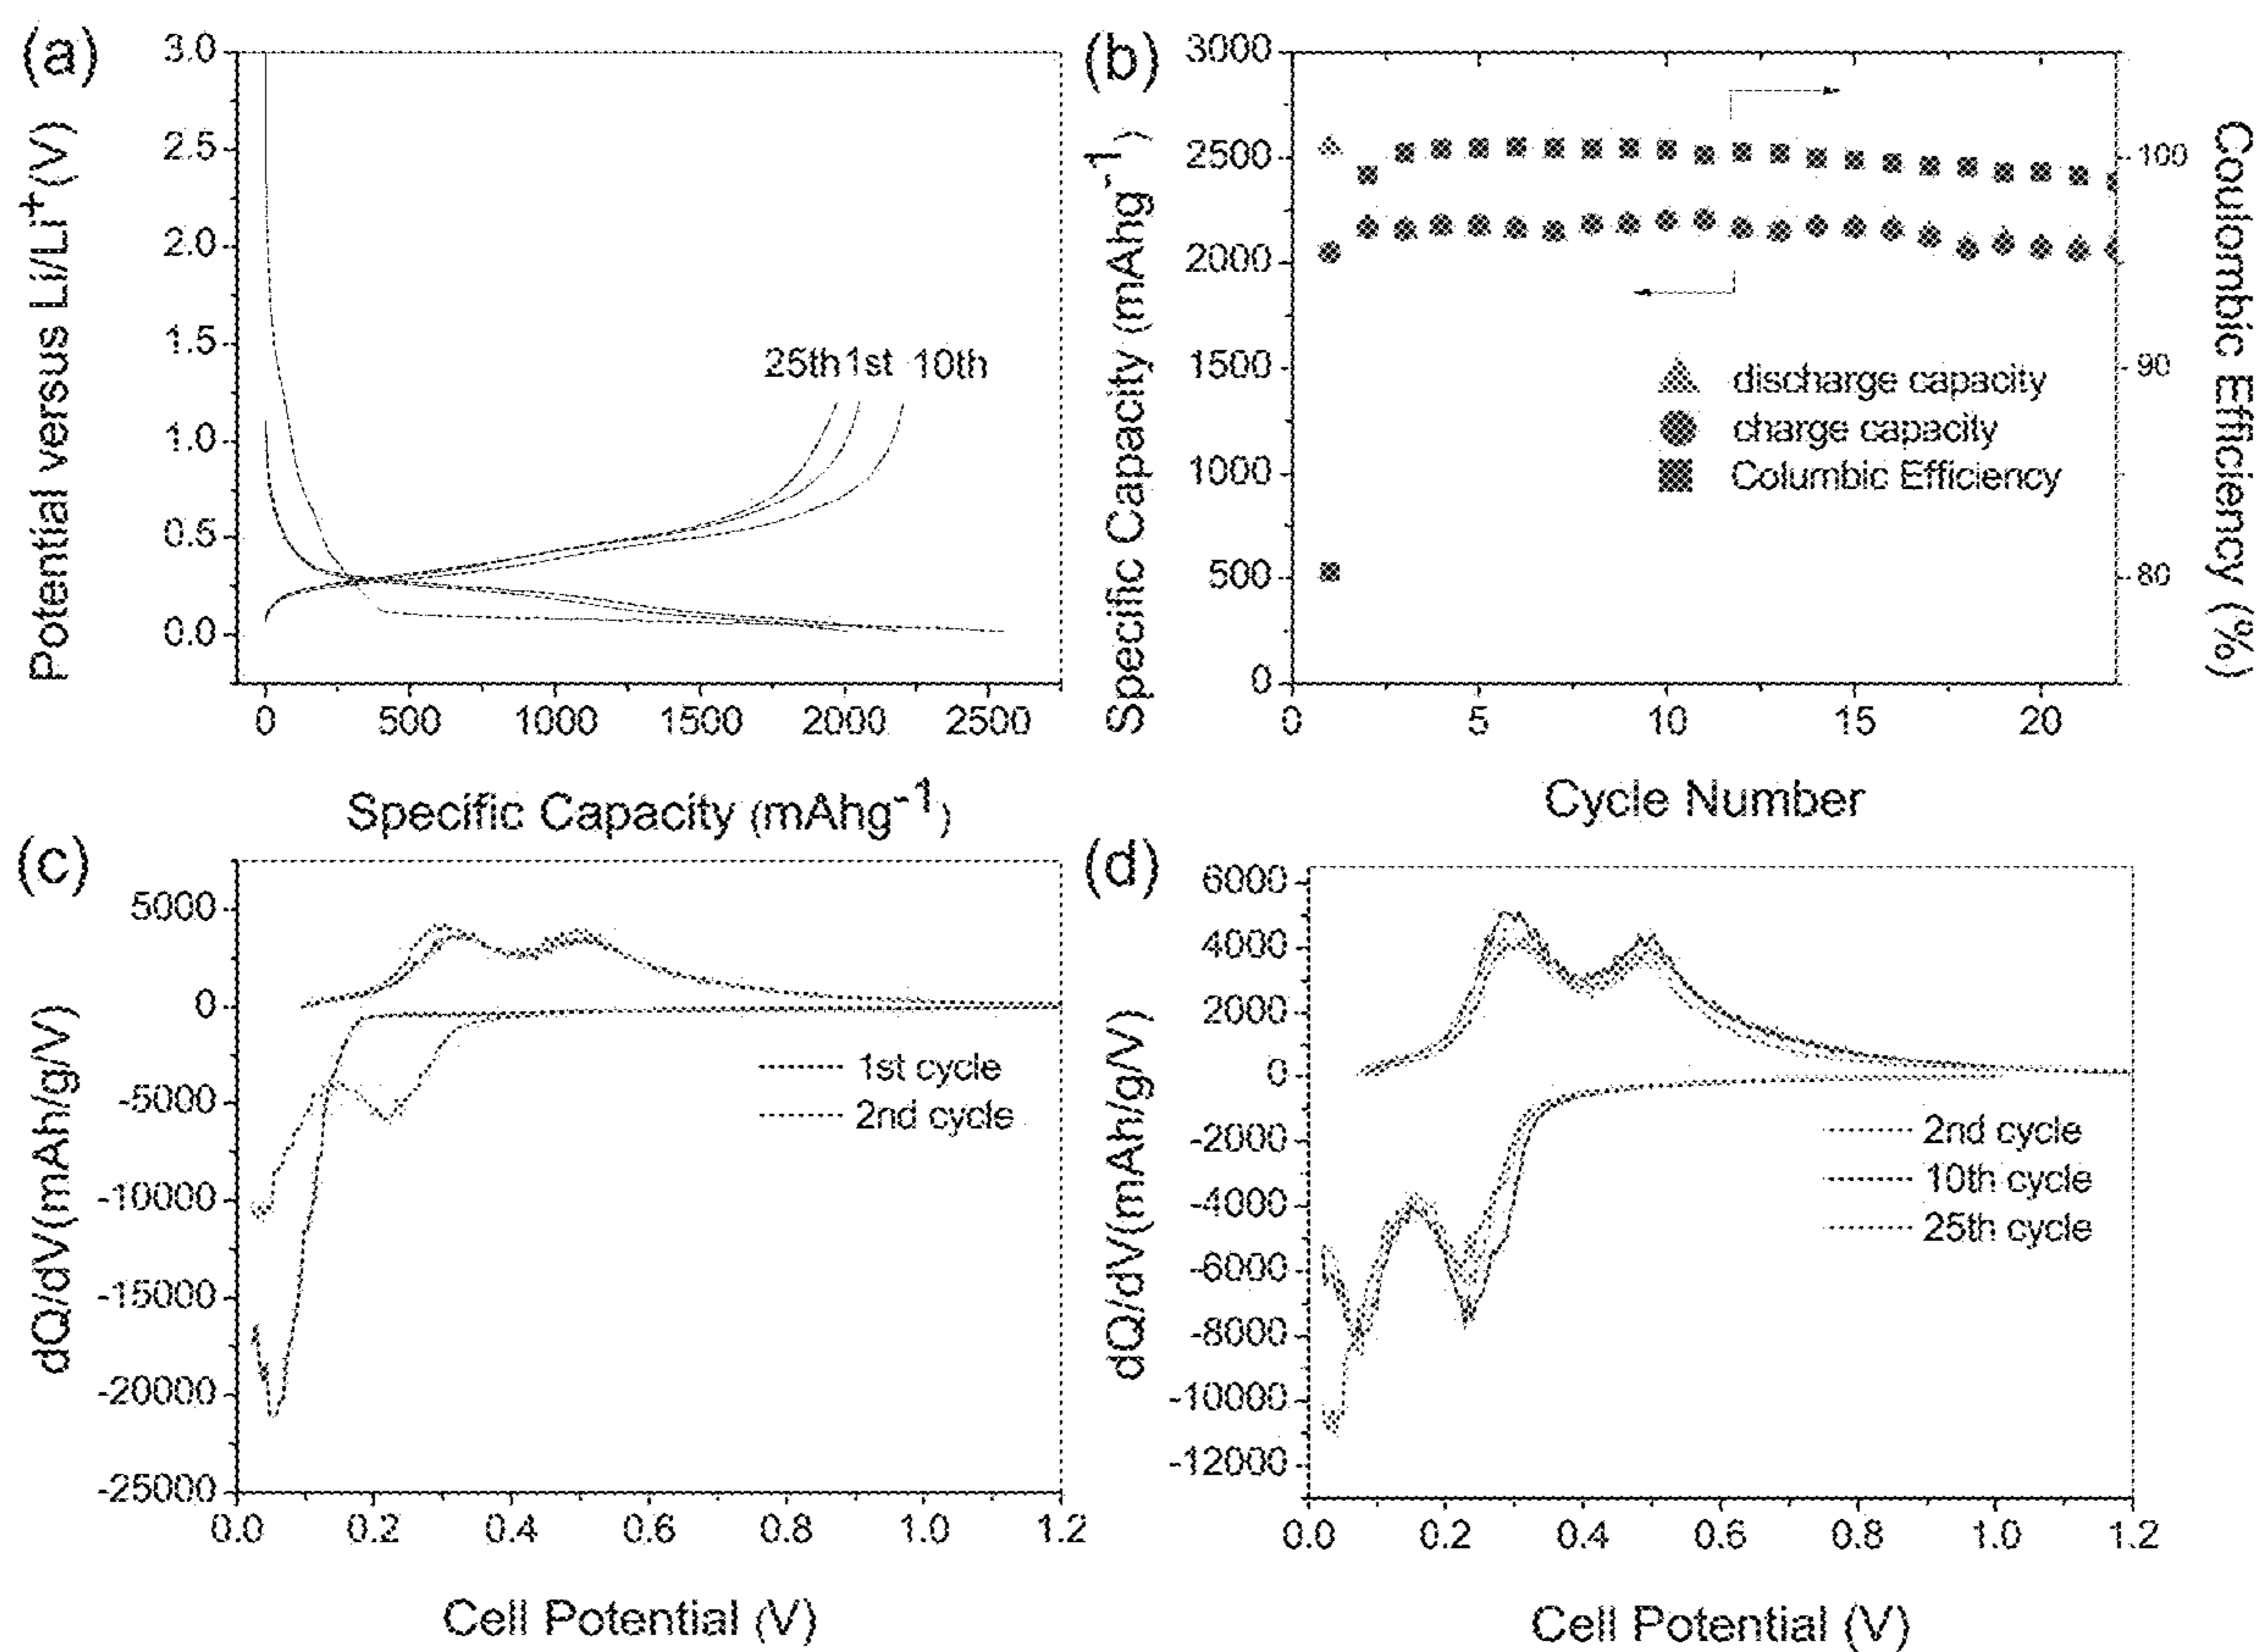 (a)
3.0
2.5
2.0
1.5
1.0
0.5
0.0
Potential versus Li/Li+(V)
25th 1st 10th
0 500 1000 1500 2000 2500
Specific Capacity (mAhg-1)
(b)
3000
2500
2000
1500
1000
500
0
Specific Capacity (mAhg-1)
discharge capacity
charge capacity
Columbic Efficiency
100
90
80
Coulombic Efficiency (%)
0 5 10 15 20
Cycle Number
(c)
5000
0
-5000
-10000
-15000
-20000
-25000
dQ/dV(mAh/g/V)
1st cycle
2nd cycle
0.0 0.2 0.4 0.6 0.8 1.0 1.2
Cell Potential (V)
(d)
6000
4000
2000
0
-2000
-4000
-6000
-8000
-10000
-12000
dQ/dV(mAh/g/V)
2nd cycle
10th cycle
25th cycle
0.0 0.2 0.4 0.6 0.8 1.0 1.2
Cell Potential (V)